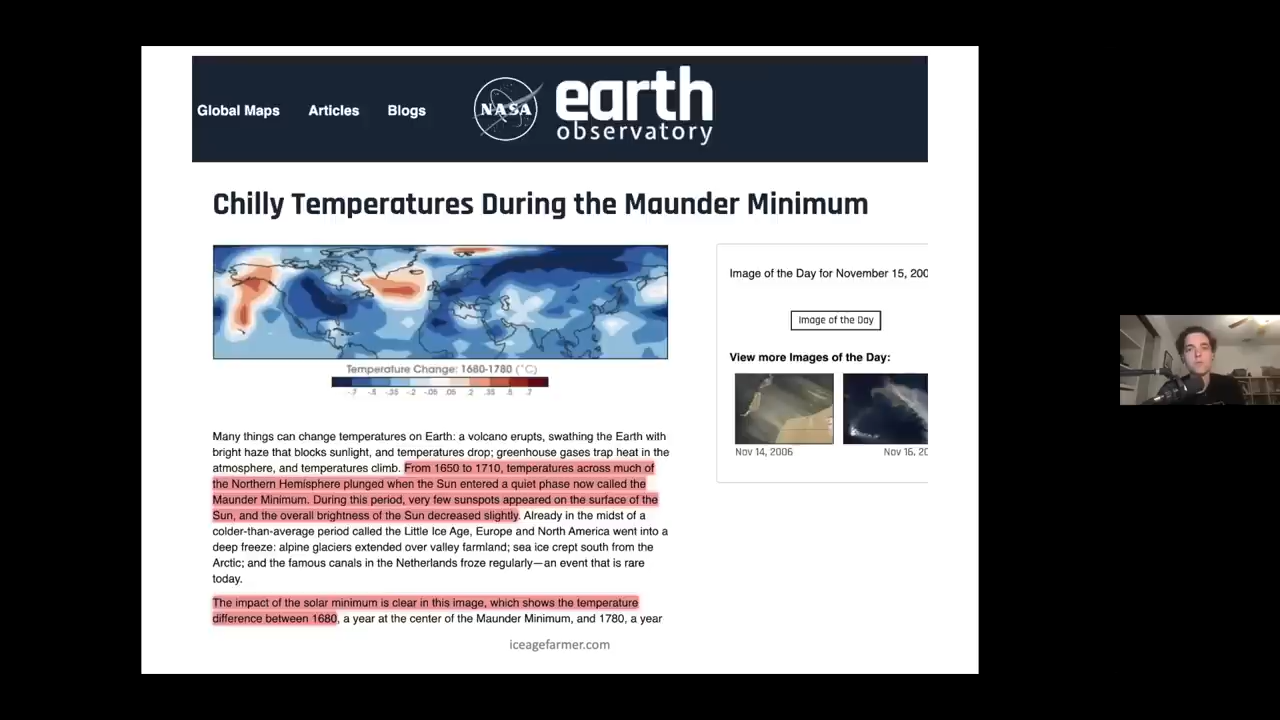 Global Maps Articles Blogs
NASA
earth
observatory
Chilly Temperatures During the Maunder Minimum
Temperature Change: 1680-1780 (°C)
-.7 -.5 -.35 -.2 -.05 .05 .2 .35 .5 .7
Many things can change temperatures on Earth: a volcano erupts, swathing the Earth with
bright haze that blocks sunlight, and temperatures drop; greenhouse gases trap heat in the
atmosphere, and temperatures climb. From 1650 to 1710, temperatures across much of
the Northern Hemisphere plunged when the Sun entered a quiet phase now called the
Maunder Minimum. During this period, very few sunspots appeared on the surface of the
Sun, and the overall brightness of the Sun decreased slightly. Already in the midst of a
colder-than-average period called the Little Ice Age, Europe and North America went into a
deep freeze: alpine glaciers extended over valley farmland; sea ice crept south from the
Arctic; and the famous canals in the Netherlands froze regularly—an event that is rare
today.
The impact of the solar minimum is clear in this image, which shows the temperature
difference between 1680, a year at the center of the Maunder Minimum, and 1780, a year
Image of the Day for November 15, 200
Image of the Day
View more Images of the Day:
Nov 14, 2006
Nov 16, 20
iceagefarmer.com